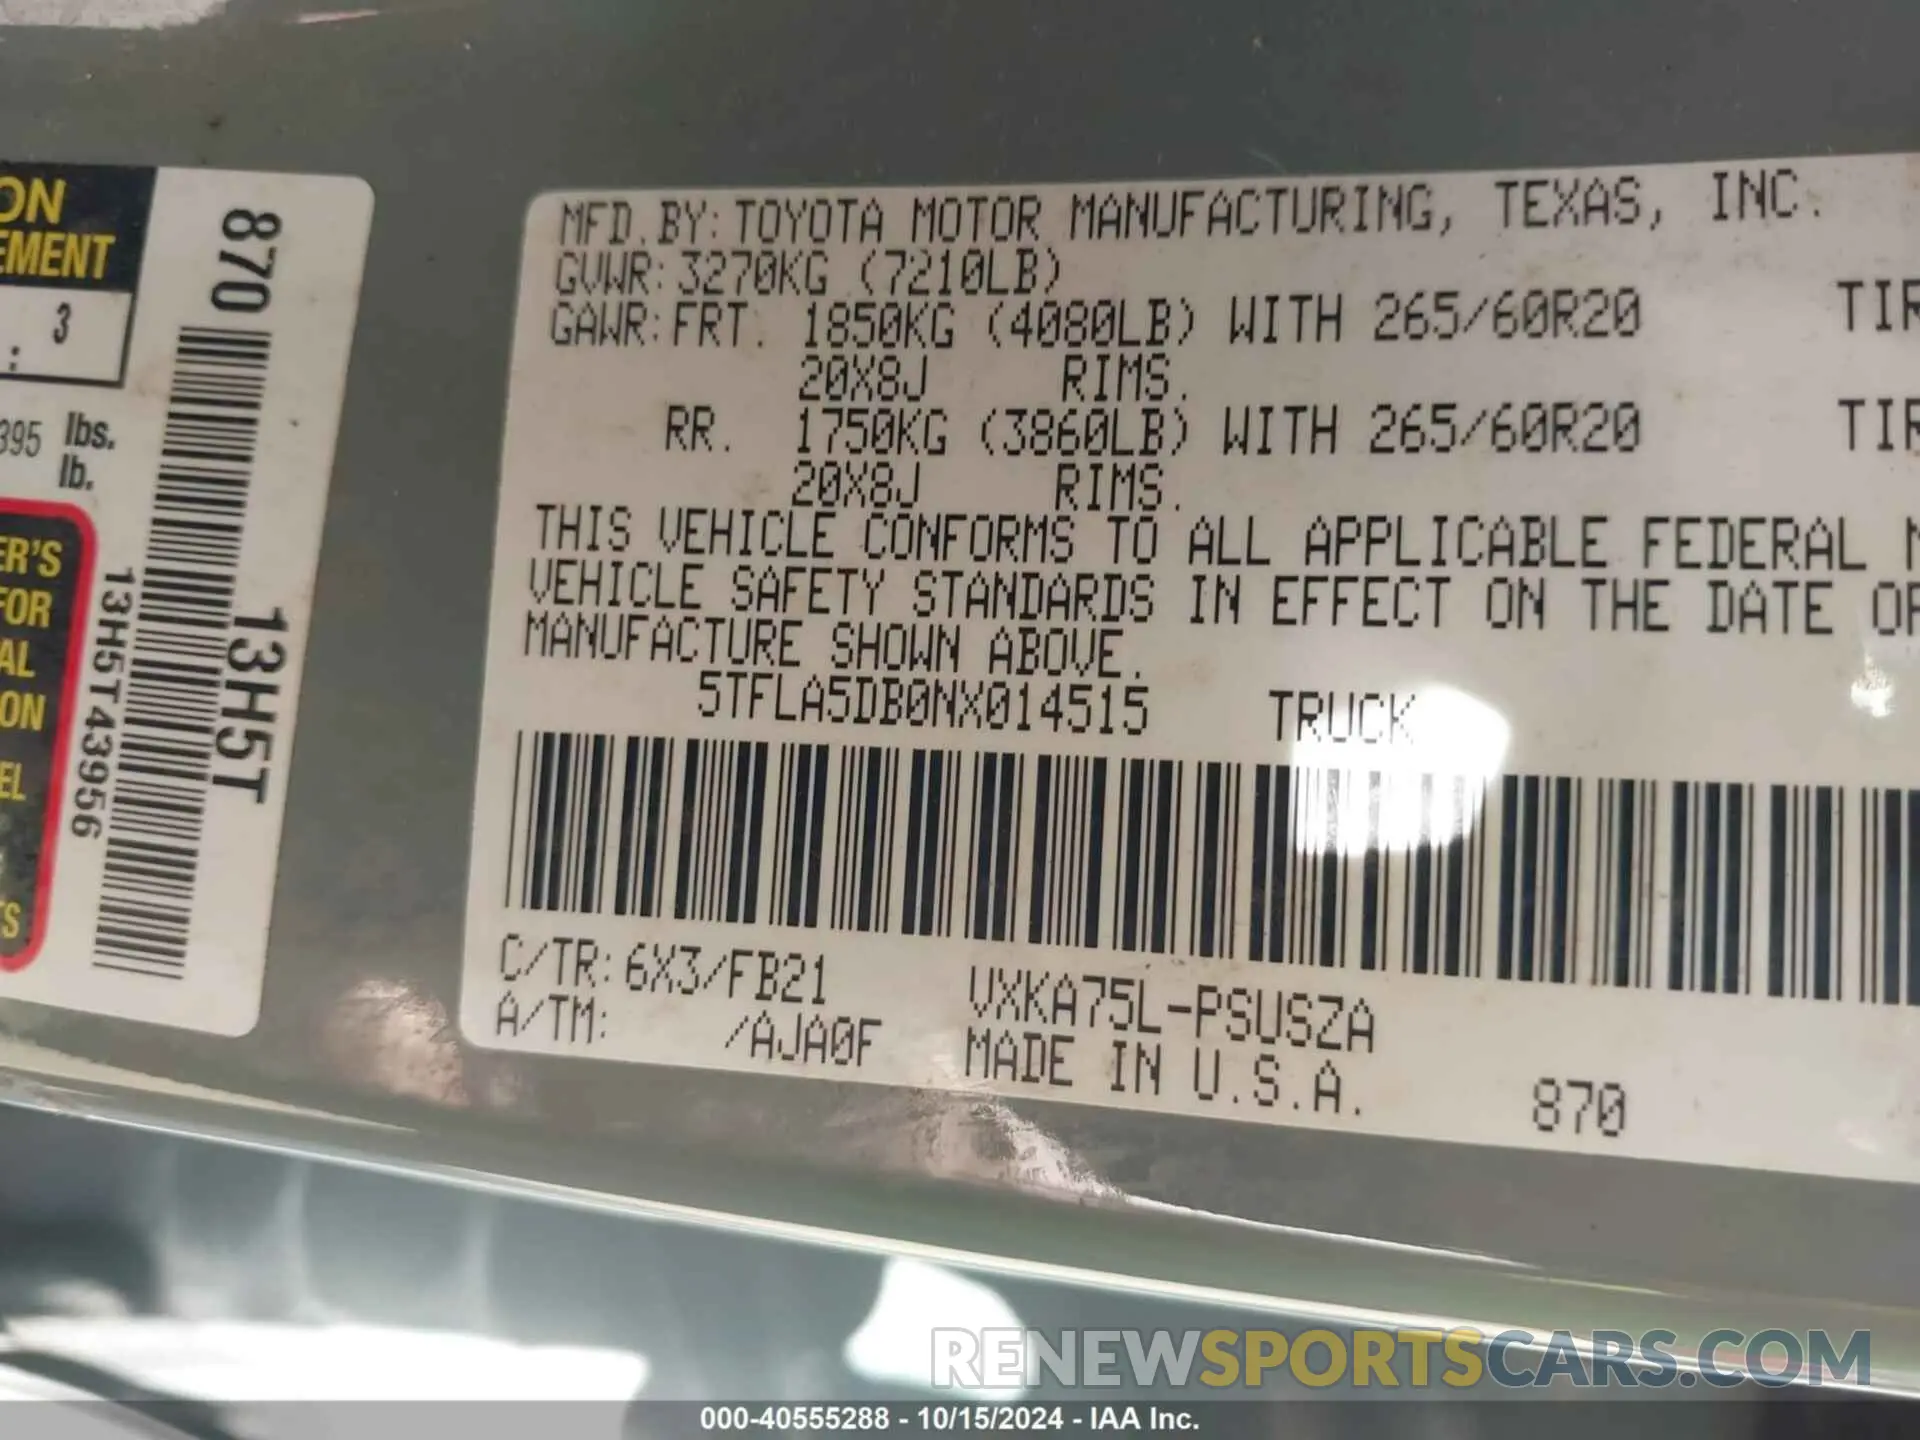 ON
EMENT
: 3
395 lbs.
lb.
ER'S
FOR
AL
ON
EL
TS
870
13H5T
13H5T43956
MFD. BY: TOYOTA MOTOR MANUFACTURING, TEXAS, INC.
GVWR: 3270KG (7210LB)
GAWR: FRT. 1850KG (4080LB) WITH 265/60R20 TIR
20X8J RIMS.
RR. 1750KG (3860LB) WITH 265/60R20 TIR
20X8J RIMS.
THIS VEHICLE CONFORMS TO ALL APPLICABLE FEDERAL M
VEHICLE SAFETY STANDARDS IN EFFECT ON THE DATE OF
MANUFACTURE SHOWN ABOVE.
5TFLA5DB0NX014515 TRUCK
C/TR: 6X3/FB21 VXKA75L-PSUSZA
A/TM: /AJA0F MADE IN U.S.A. 870
RENEWSPORTSCARS.COM
000-40555288 - 10/15/2024 - IAA Inc.